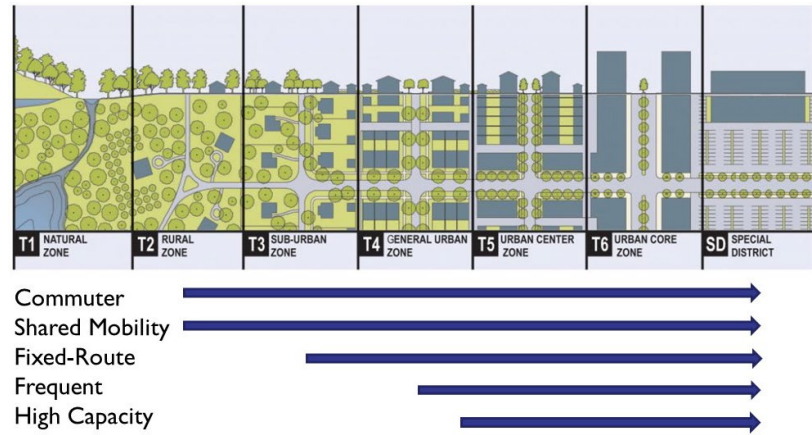 T1 NATURAL ZONE
T2 RURAL ZONE
T3 SUB-URBAN ZONE
T4 GENERAL URBAN ZONE
T5 URBAN CENTER ZONE
T6 URBAN CORE ZONE
SD SPECIAL DISTRICT
Commuter
Shared Mobility
Fixed-Route
Frequent
High Capacity